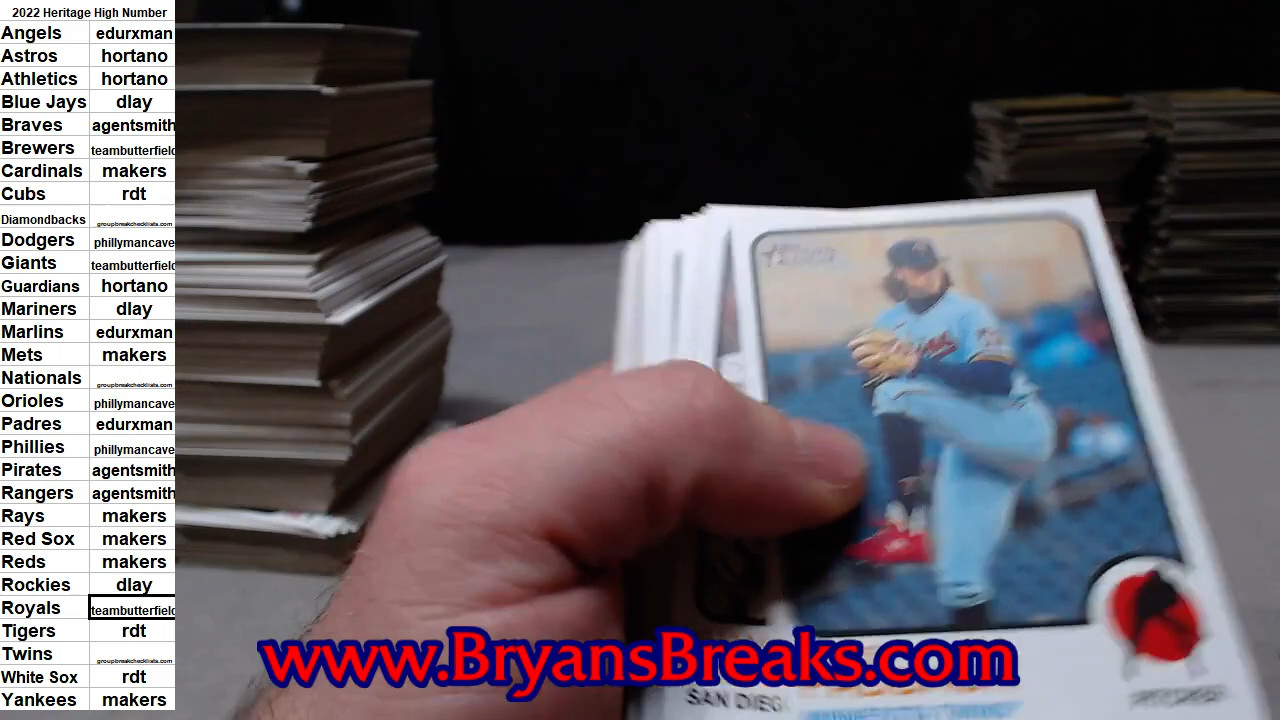 2022 Heritage High Number
Angels edurxman
Astros hortano
Athletics hortano
Blue Jays dlay
Braves agentsmith
Brewers teambutterfield
Cardinals makers
Cubs rdt
Diamondbacks groupbreakchecklists.com
Dodgers phillymancave
Giants teambutterfield
Guardians hortano
Mariners dlay
Marlins edurxman
Mets makers
Nationals groupbreakchecklists.com
Orioles phillymancave
Padres edurxman
Phillies phillymancave
Pirates agentsmith
Rangers agentsmith
Rays makers
Red Sox makers
Reds makers
Rockies dlay
Royals teambutterfield
Tigers rdt
Twins groupbreakchecklists.com
White Sox rdt
Yankees makers
www.BryansBreaks.com
SAN DIEG
PITCHER